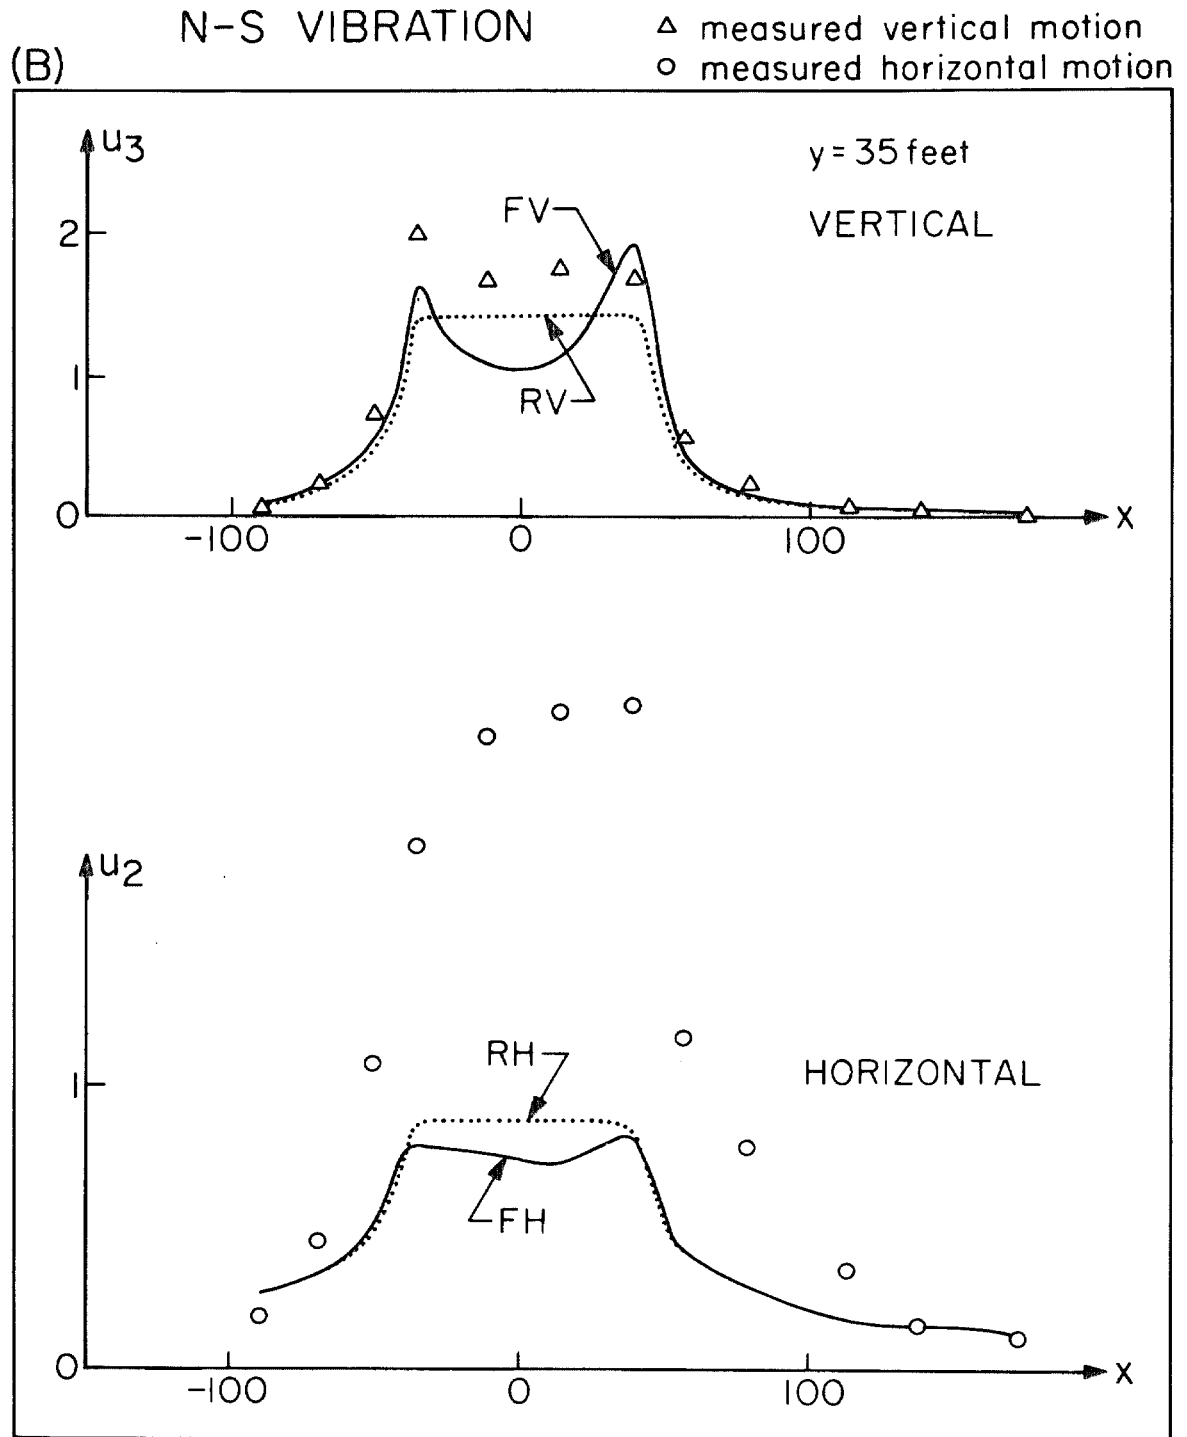 N-S VIBRATION
△ measured vertical motion
(B)
○ measured horizontal motion
u3
y = 35 feet
FV
VERTICAL
2
1
RV
0
-100 0 100 X
u2
RH
HORIZONTAL
1
FH
0
-100 0 100 X